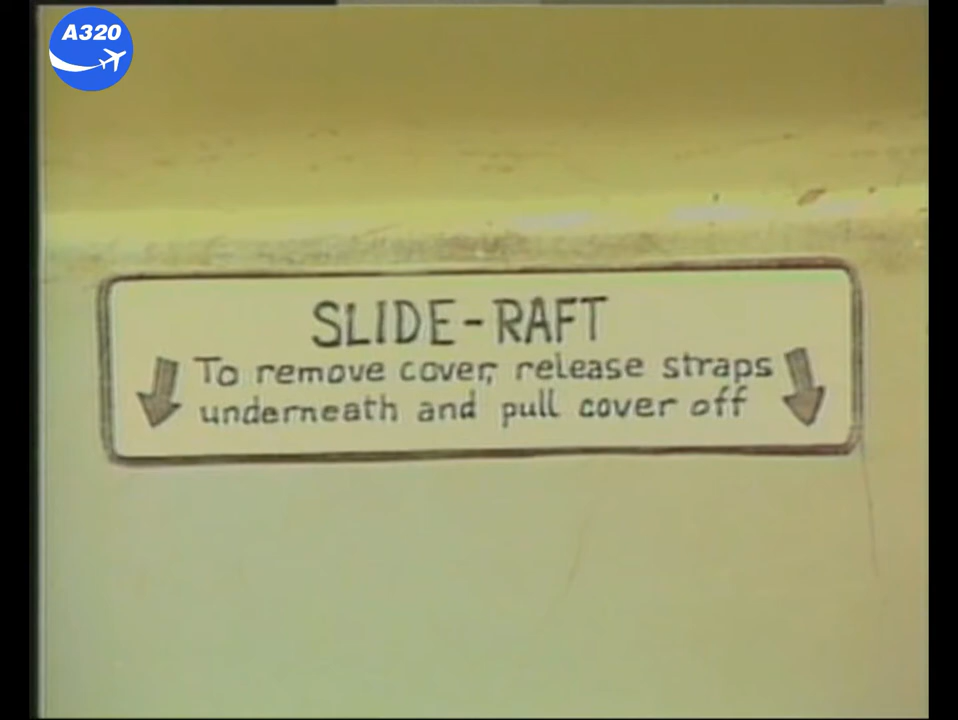 A320
SLIDE-RAFT
To remove cover, release straps
underneath and pull cover off